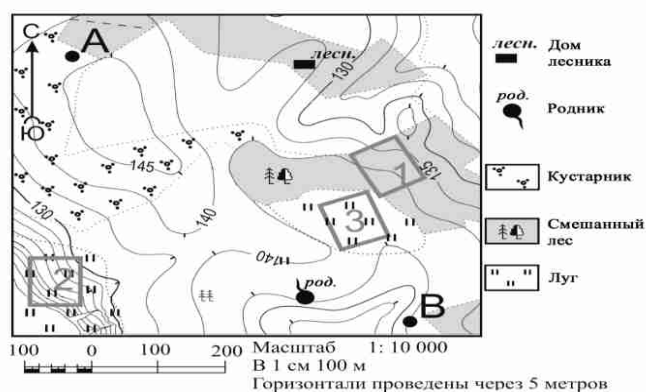 С
Ю
А
лесн.
130
135
1
145
140
3
130
140
2
род.
В
лесн.
Дом
лесника
род.
Родник
Кустарник
Смешанный
лес
Луг
100 0 100 200
Масштаб 1: 10 000
В 1 см 100 м
Горизонтали проведены через 5 метров